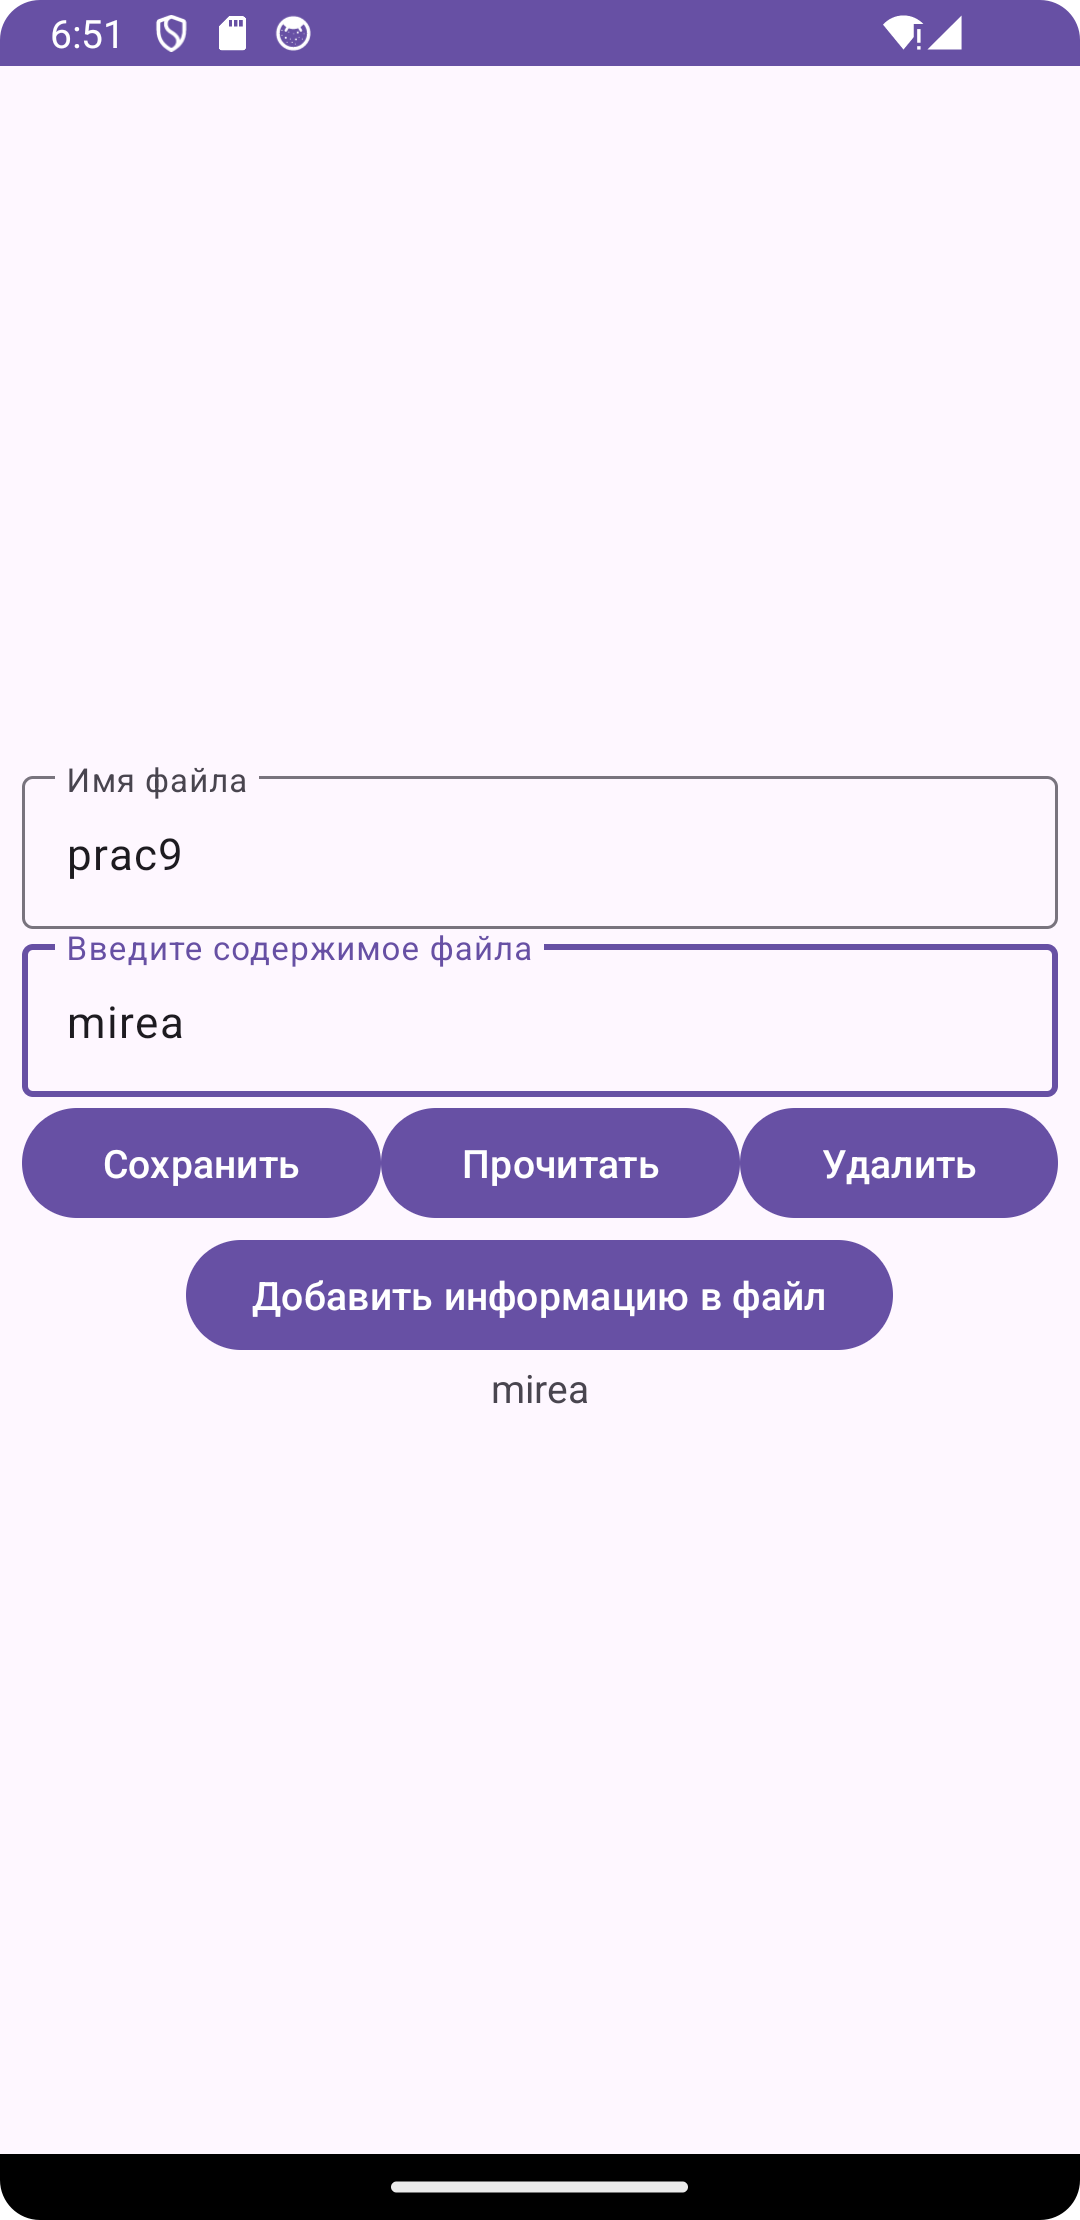 6:51
Имя файла
prac9
Введите содержимое файла
mirea
Сохранить Прочитать Удалить
Добавить информацию в файл
mirea